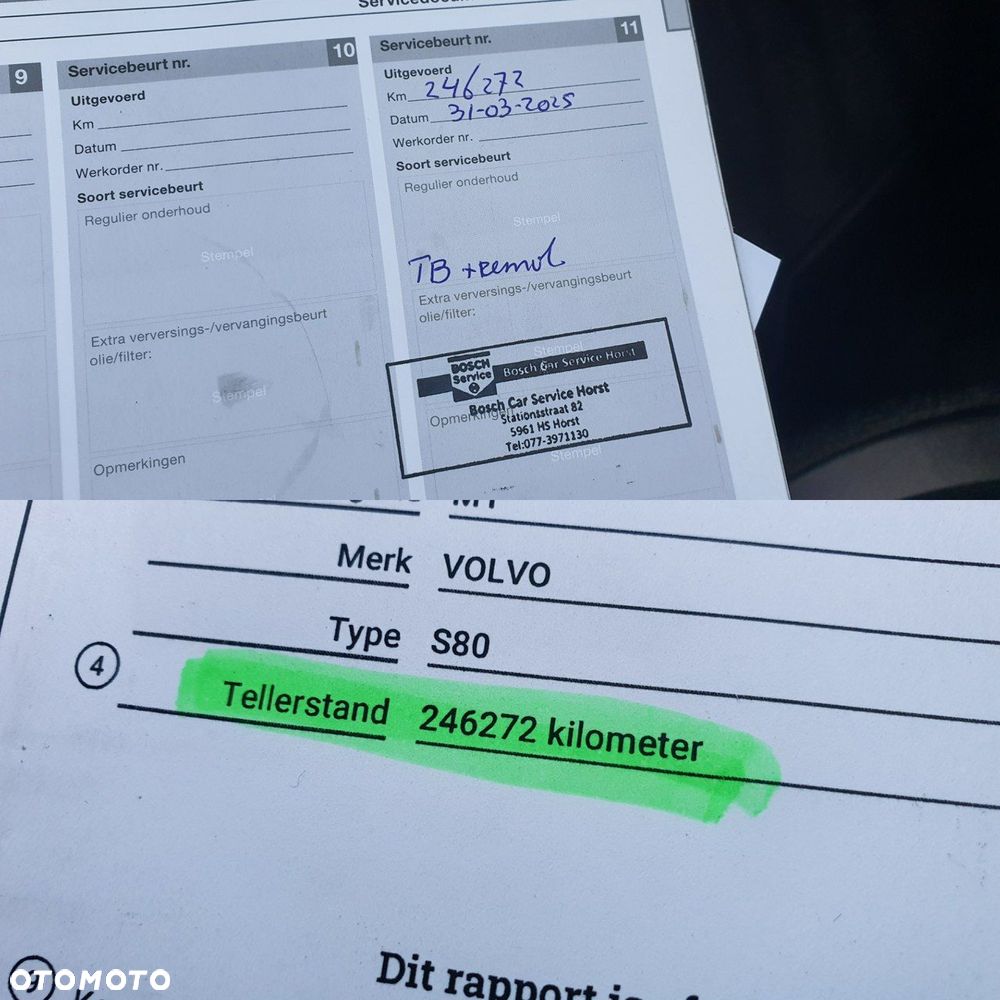 9
Servicebeurt nr. 10
Uitgevoerd
Km
Datum
Werkorder nr.
Soort servicebeurt
Regulier onderhoud
Stempel
Extra verversings-/vervangingsbeurt
olie/filter:
Stempel
Opmerkingen
Servicebeurt nr. 11
Uitgevoerd
Km 246272
Datum 31-03-2025
Werkorder nr.
Soort servicebeurt
Regulier onderhoud
Stempel
TB + remol
Extra verversings-/vervangingsbeurt
olie/filter:
Stempel
BOSCH
Service
Bosch Car Service Horst
Bosch Car Service Horst
Opmerkingen
Stationsstraat 82
5961 HS Horst
Tel:077-3971130
Stempel
Merk VOLVO
Type S80
4
Tellerstand 246272 kilometer
Dit rapport is
OTOMOTO